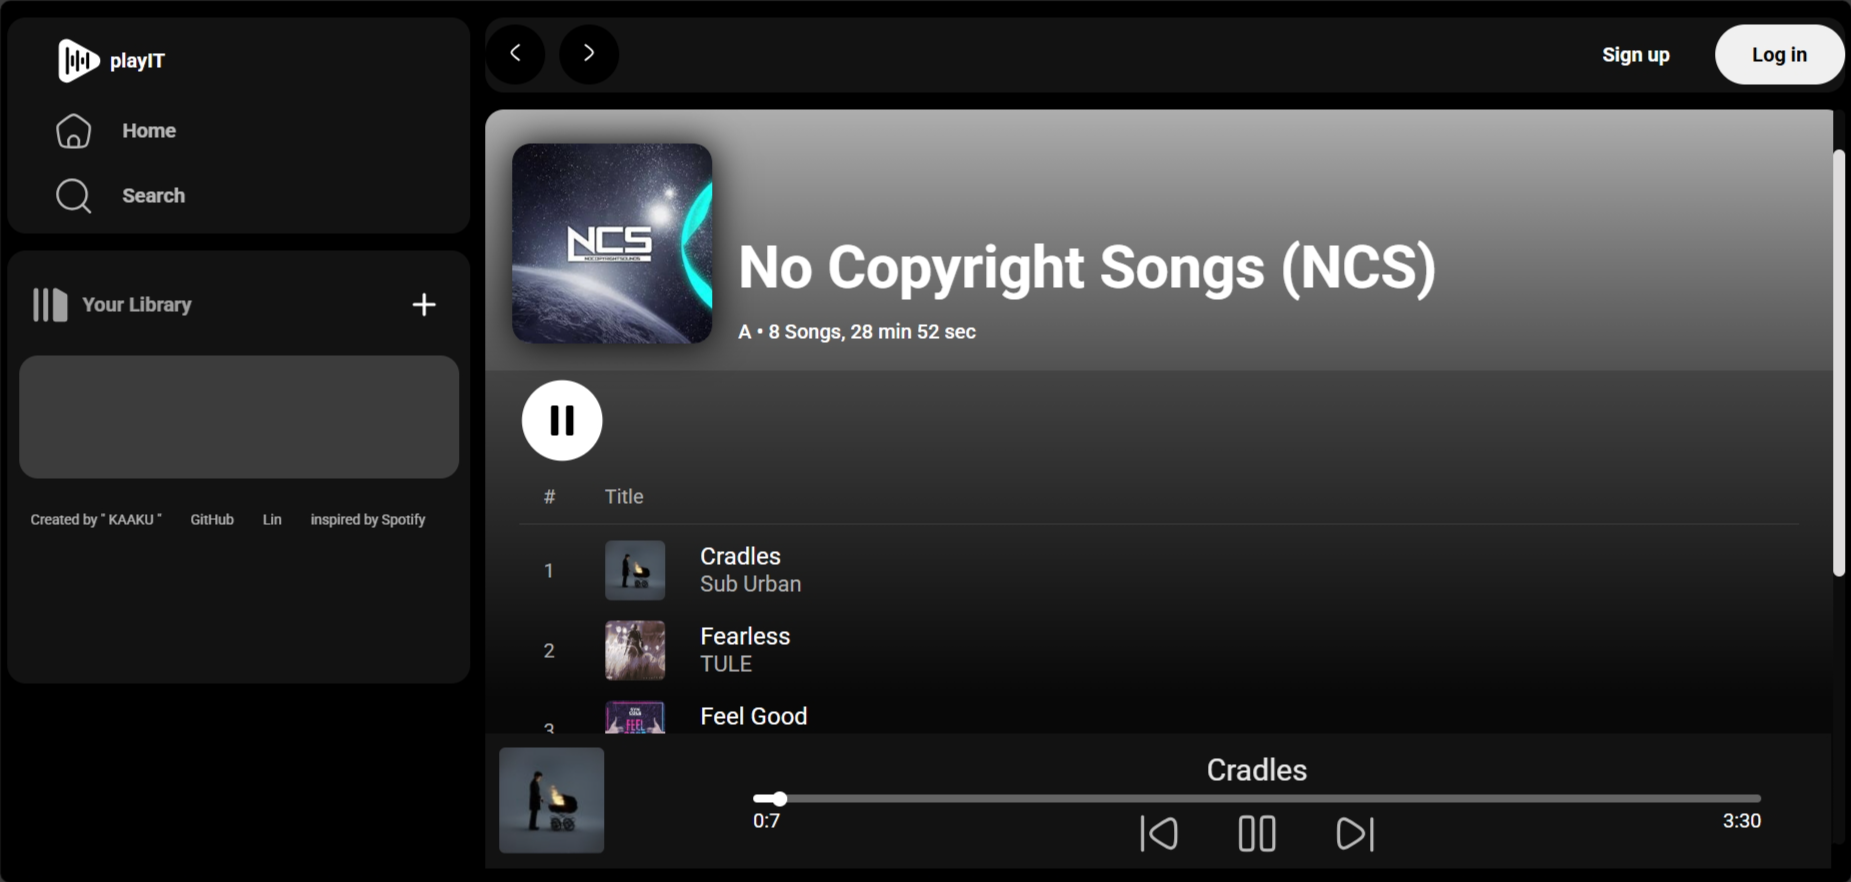 playIT
Home
Search
Your Library
Created by " KAAKU "
GitHub
Lin
inspired by Spotify
Sign up
Log in
NCS
NOCOPYRIGHTSOUNDS
No Copyright Songs (NCS)
A • 8 Songs, 28 min 52 sec
# Title
1
Cradles
Sub Urban
2
Fearless
TULE
3
FEEL
Feel Good
Cradles
0:7
3:30